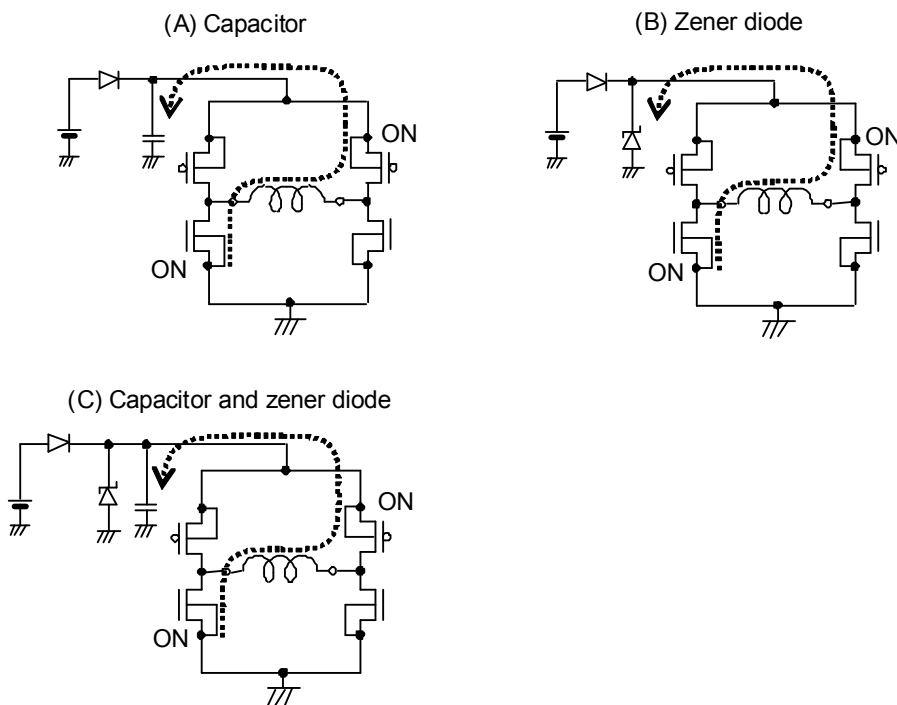 (A) Capacitor
ON
ON
(B) Zener diode
ON
ON
(C) Capacitor and zener diode
ON
ON